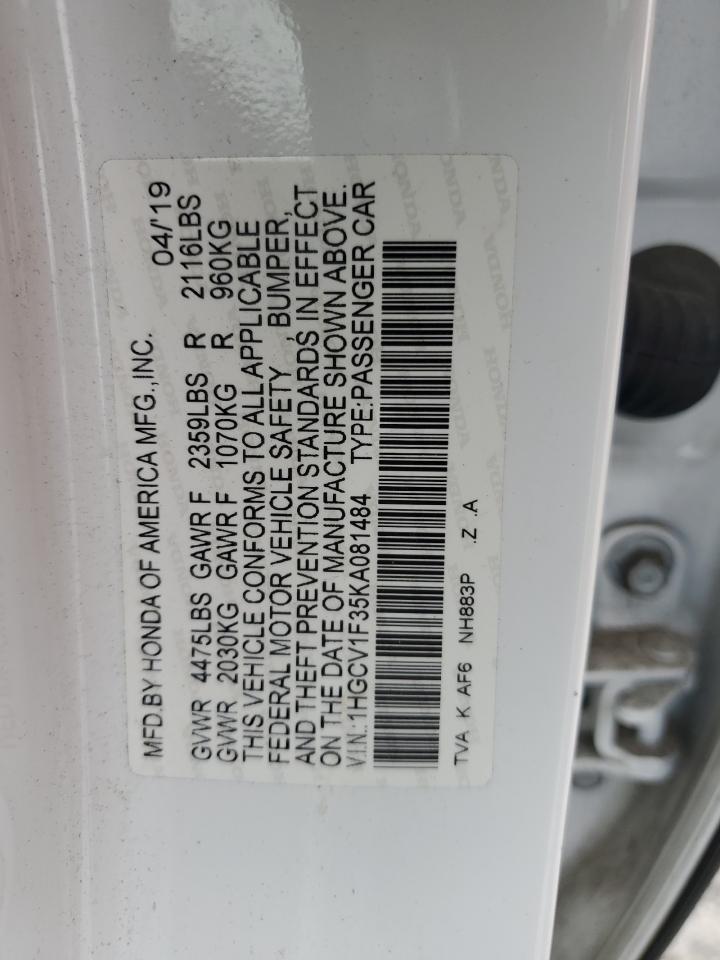 MFD.BY HONDA OF AMERICA MFG.,INC. 04/'19
GVWR 4475LBS GAWR F 2359LBS R 2116LBS
GVWR 2030KG GAWR F 1070KG R 960KG
THIS VEHICLE CONFORMS TO ALL APPLICABLE
FEDERAL MOTOR VEHICLE SAFETY, BUMPER,
AND THEFT PREVENTION STANDARDS IN EFFECT
ON THE DATE OF MANUFACTURE SHOWN ABOVE.
V.I.N.:1HGCV1F35KA081484 TYPE:PASSENGER CAR
TVA K AF6 NH883P .Z .A